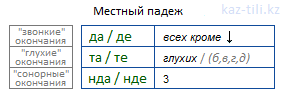 kaz-tili.kz
Местный падеж
"звонкие" окончания да / де всех кроме ↓
"глухие" окончания та / те глухих / (б,в,г,д)
"сонорные" окончания нда / нде 3